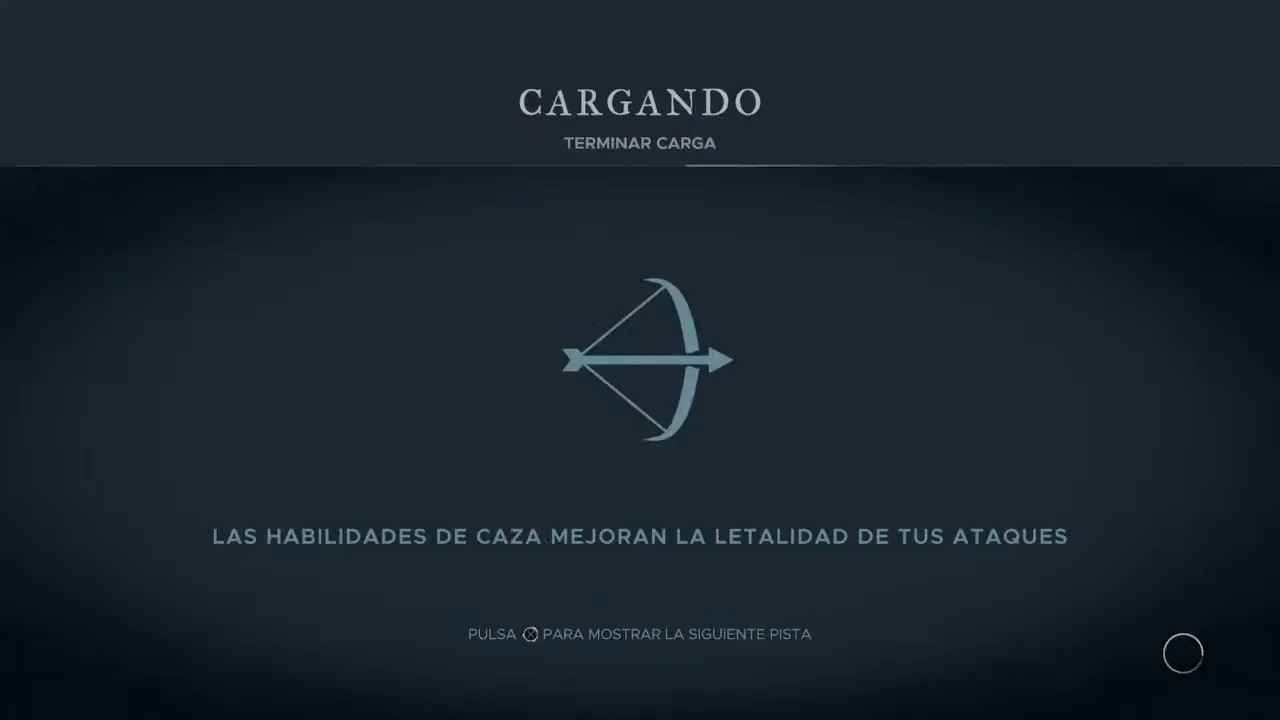 CARGANDO
TERMINAR CARGA
LAS HABILIDADES DE CAZA MEJORAN LA LETALIDAD DE TUS ATAQUES
PULSA ⓧ PARA MOSTRAR LA SIGUIENTE PISTA